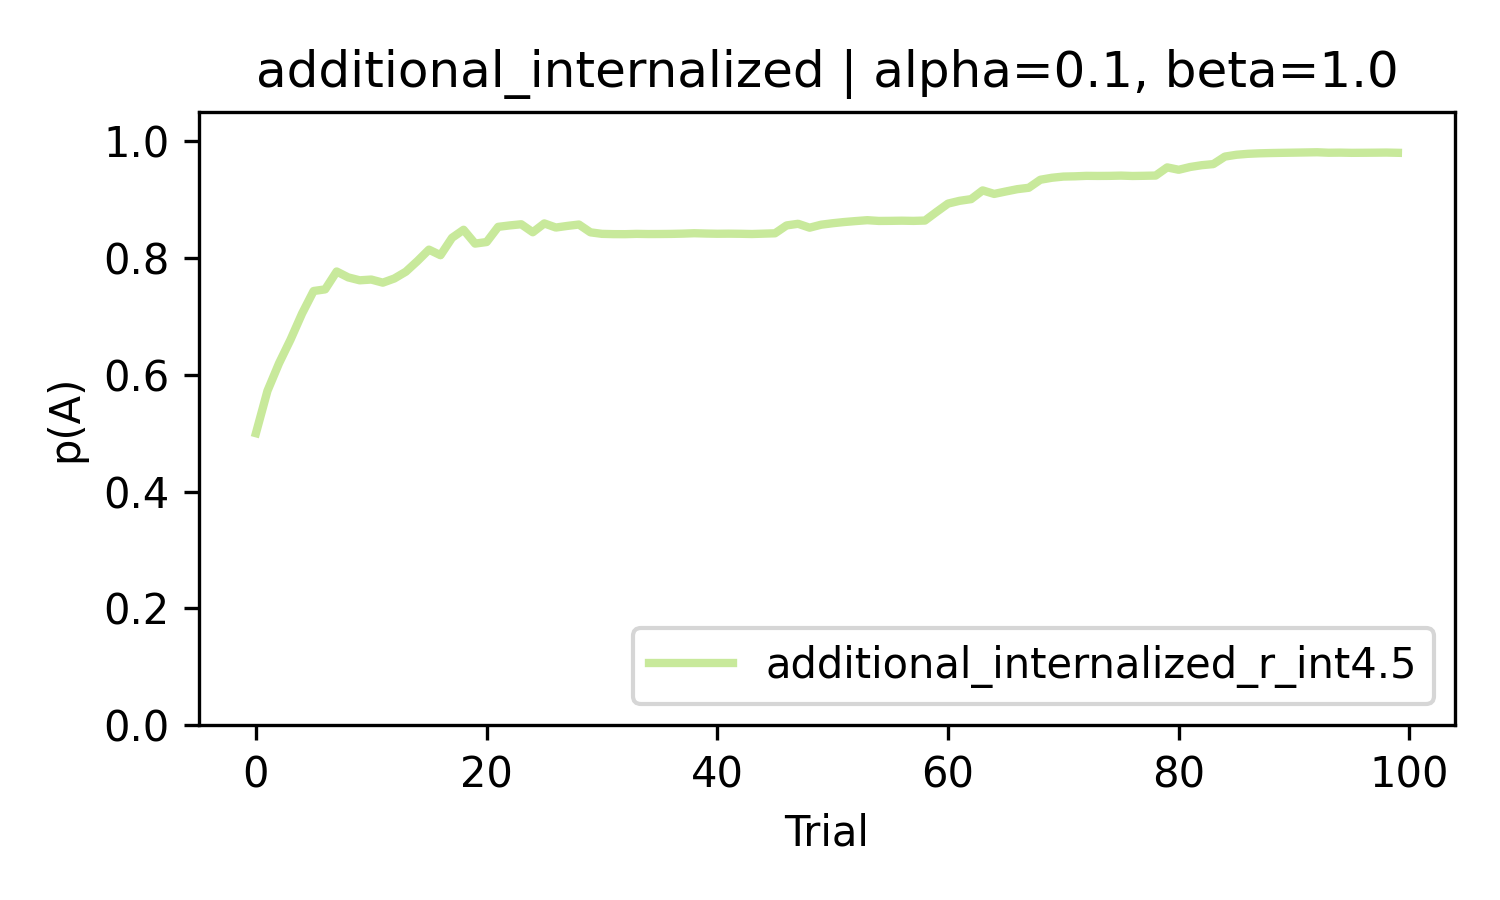 additional_internalized | alpha=0.1, beta=1.0
1.0
0.8
0.6
0.4
0.2
0.0
p(A)
additional_internalized_r_int4.5
0 20 40 60 80 100
Trial